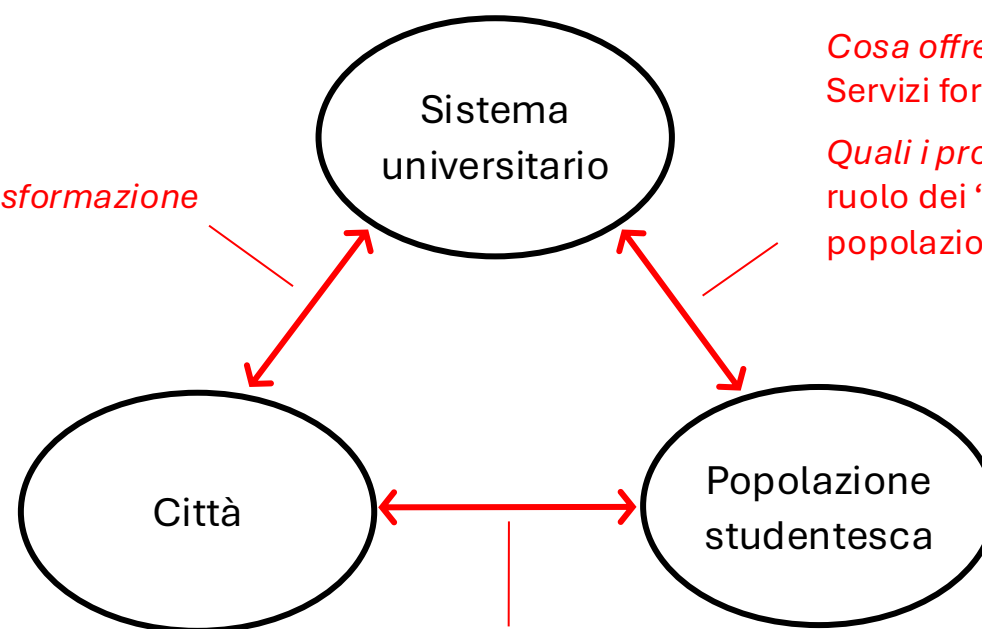 Cosa offre
Servizi for
Sistema
universitario
Quali i pro
ruolo dei “
popolazio
sformazione
Città
Popolazione
studentesca